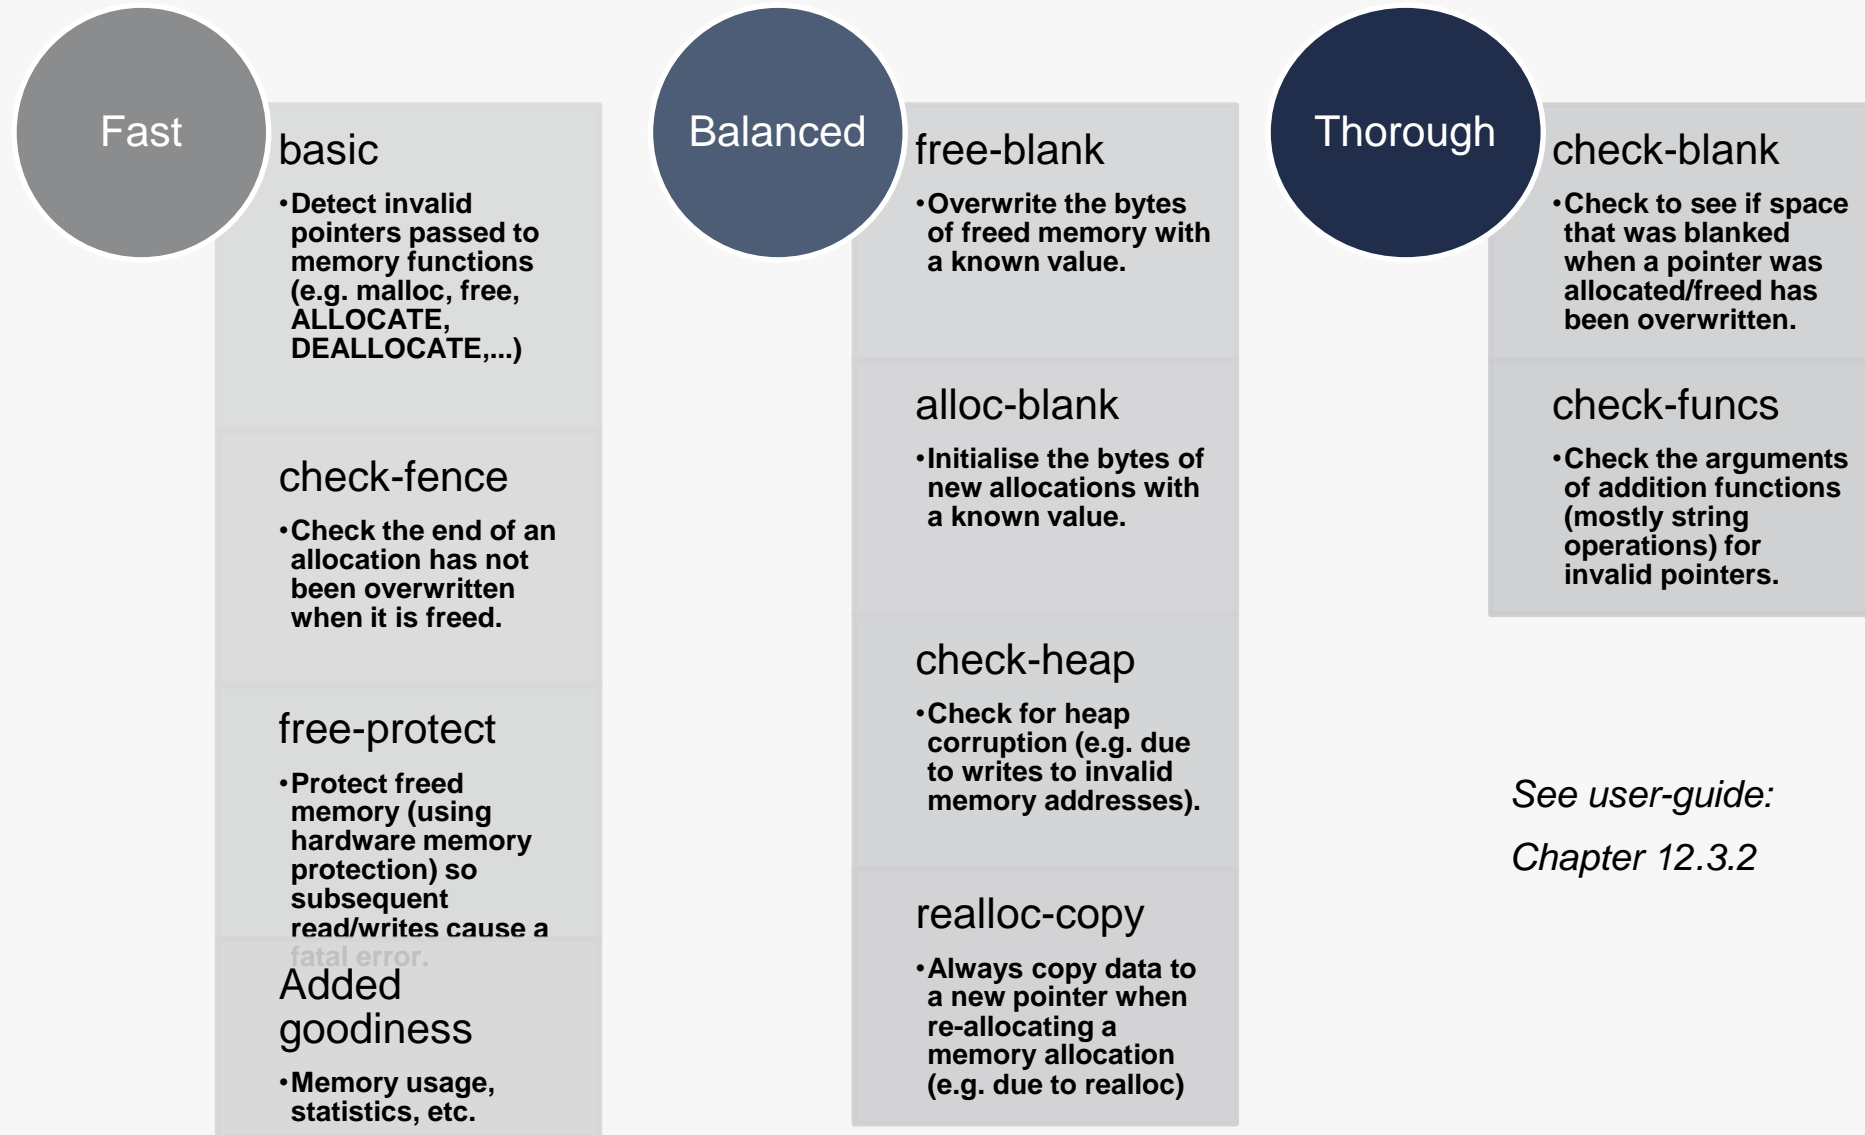 Fast
basic
•Detect invalid
pointers passed to
memory functions
(e.g. malloc, free,
ALLOCATE,
DEALLOCATE,...)
check-fence
•Check the end of an
allocation has not
been overwritten
when it is freed.
free-protect
•Protect freed
memory (using
hardware memory
protection) so
subsequent
read/writes cause a
fatal error.
Added
goodiness
•Memory usage,
statistics, etc.
Balanced
free-blank
•Overwrite the bytes
of freed memory with
a known value.
alloc-blank
•Initialise the bytes of
new allocations with
a known value.
check-heap
•Check for heap
corruption (e.g. due
to writes to invalid
memory addresses).
realloc-copy
•Always copy data to
a new pointer when
re-allocating a
memory allocation
(e.g. due to realloc)
Thorough
check-blank
•Check to see if space
that was blanked
when a pointer was
allocated/freed has
been overwritten.
check-funcs
•Check the arguments
of addition functions
(mostly string
operations) for
invalid pointers.
See user-guide:
Chapter 12.3.2